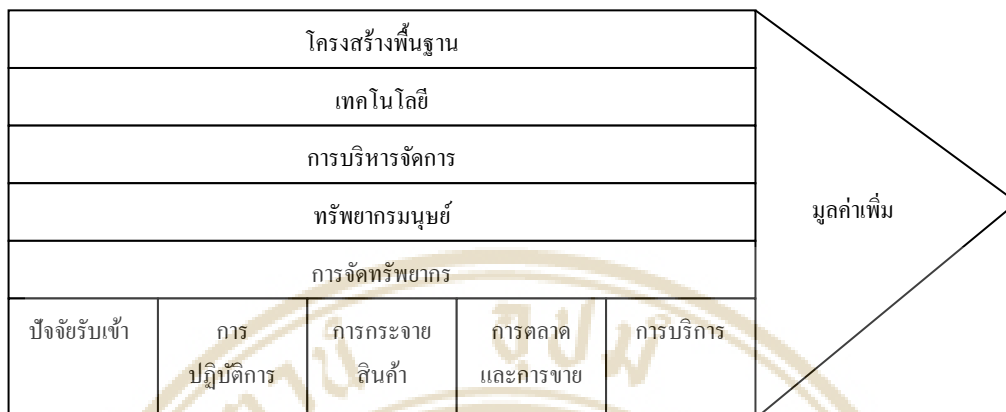 โครงสร้างพื้นฐาน
เทคโนโลยี
การบริหารจัดการ
ทรัพยากรมนุษย์
มูลค่าเพิ่ม
การจัดทรัพยากร
ปัจจัยรับเข้า
การ
ปฏิบัติการ
การกระจาย
สินค้า
การตลาด
และการขาย
การบริการ